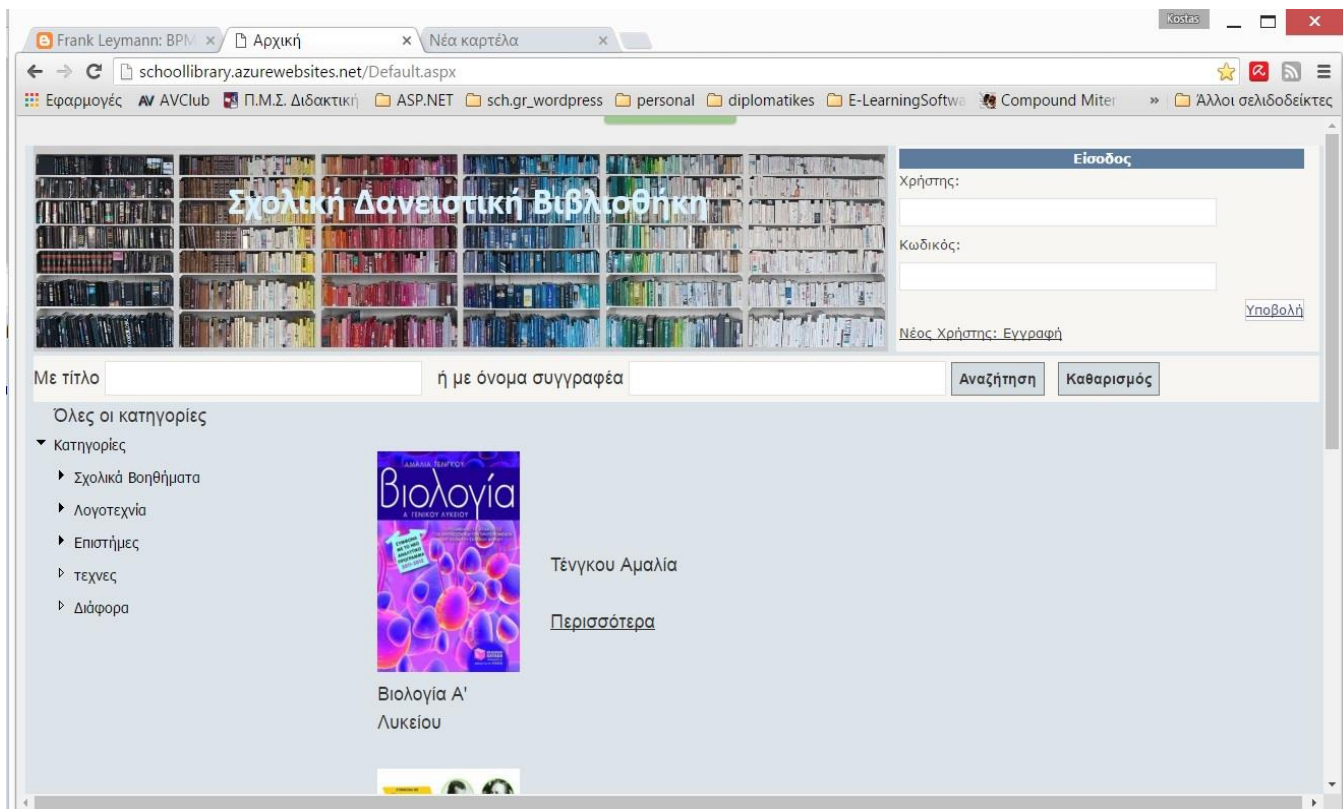 Kostas
Frank Leymann: BPM
Αρχική
Νέα καρτέλα
schoollibrary.azurewebsites.net/Default.aspx
Εφαρμογές AV AVClub Π.Μ.Σ. Διδακτική ASP.NET sch.gr_wordpress personal diplomatikes E-LearningSoftwa Compound Miter » Άλλοι σελιδοδείκτες
Σχολική Δανειστική Βιβλιοθήκη
Είσοδος
Χρήστης:
Κωδικός:
Υποβολή
Νέος Χρήστης: Εγγραφή
Με τίτλο ή με όνομα συγγραφέα Αναζήτηση Καθαρισμός
Όλες οι κατηγορίες
Κατηγορίες
Σχολικά Βοηθήματα
Λογοτεχνία
Επιστήμες
τεχνες
Διάφορα
ΑΜΑΛΙΑ ΤΕΝΓΚΟΥ
Βιολογία
Α ΓΕΝΙΚΟΥ ΛΥΚΕΙΟΥ
Τένγκου Αμαλία
Περισσότερα
Βιολογία Α'
Λυκείου